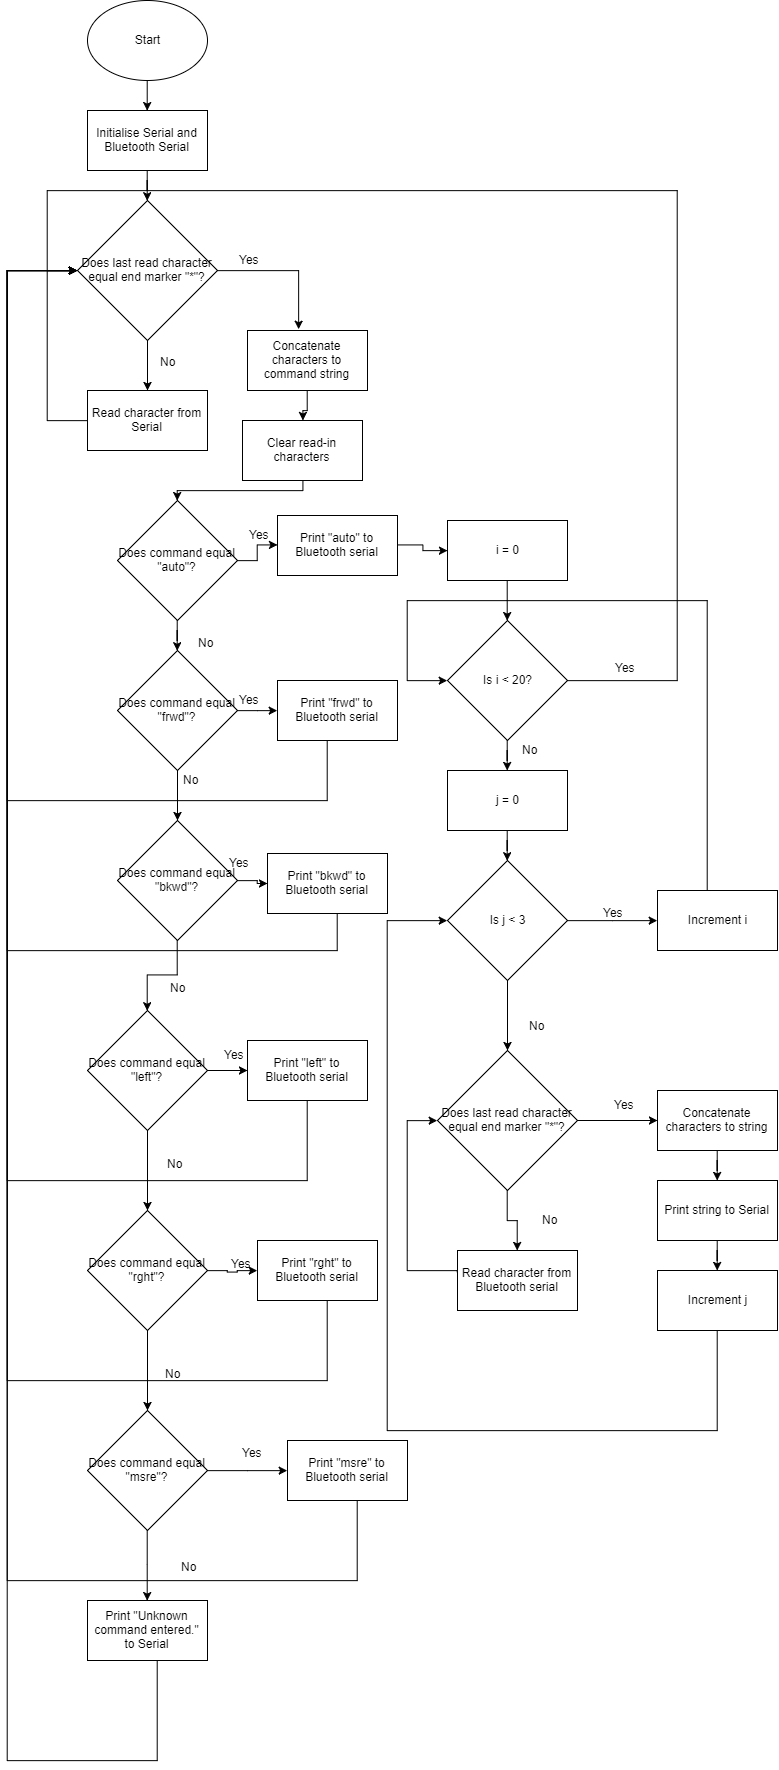 Start
Initialise Serial and
Bluetooth Serial
Does last read character
equal end marker "*"?
Yes
No
Concatenate
characters to
command string
Read character from
Serial
Clear read-in
characters
Does command equal
"auto"?
Yes
Print "auto" to
Bluetooth serial
i = 0
No
Is i < 20?
Yes
Does command equal
"frwd"?
Yes
Print "frwd" to
Bluetooth serial
No
No
j = 0
Does command equal
"bkwd"?
Yes
Print "bkwd" to
Bluetooth serial
Is j < 3
Yes
Increment i
No
No
Does command equal
"left"?
Yes
Print "left" to
Bluetooth serial
Does last read character
equal end marker "*"?
Yes
Concatenate
characters to string
No
Print string to Serial
No
Does command equal
"rght"?
Yes
Print "rght" to
Bluetooth serial
Read character from
Bluetooth serial
Increment j
No
Does command equal
"msre"?
Yes
Print "msre" to
Bluetooth serial
No
Print "Unknown
command entered."
to Serial